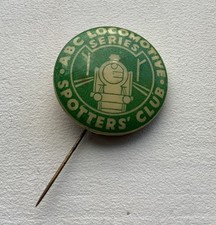 ABC LOCOMOTIVE
SERIES
SPOTTERS' CLUB